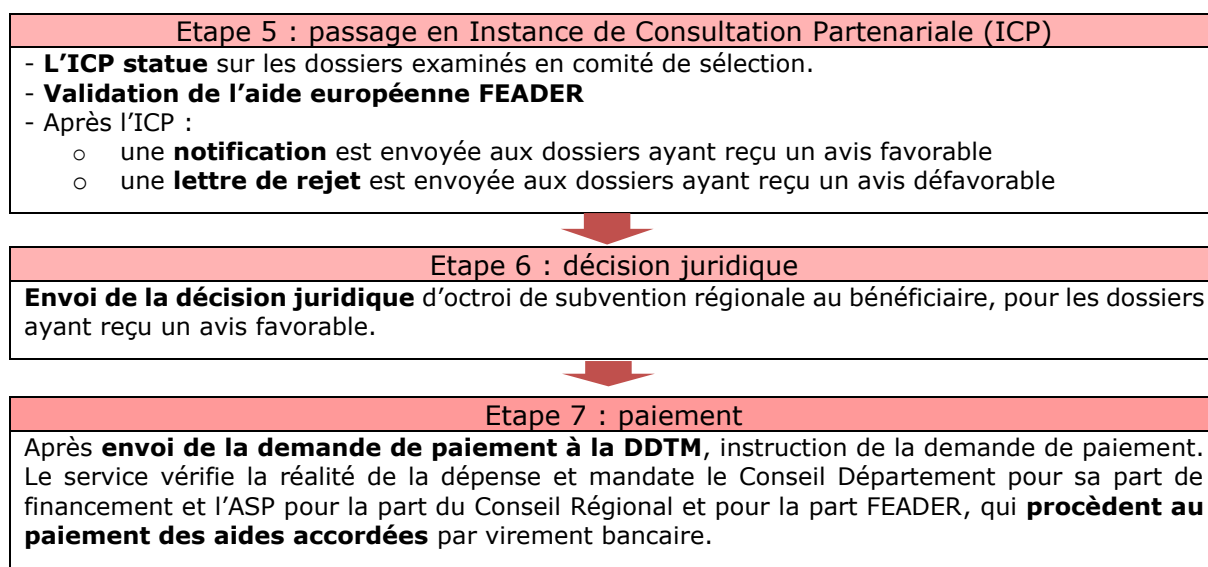 Etape 5 : passage en Instance de Consultation Partenariale (ICP)
- L'ICP statue sur les dossiers examinés en comité de sélection.
- Validation de l'aide européenne FEADER
- Après l'ICP :
o une notification est envoyée aux dossiers ayant reçu un avis favorable
o une lettre de rejet est envoyée aux dossiers ayant reçu un avis défavorable
Etape 6 : décision juridique
Envoi de la décision juridique d'octroi de subvention régionale au bénéficiaire, pour les dossiers
ayant reçu un avis favorable.
Etape 7 : paiement
Après envoi de la demande de paiement à la DDTM, instruction de la demande de paiement.
Le service vérifie la réalité de la dépense et mandate le Conseil Département pour sa part de
financement et l'ASP pour la part du Conseil Régional et pour la part FEADER, qui procèdent au
paiement des aides accordées par virement bancaire.